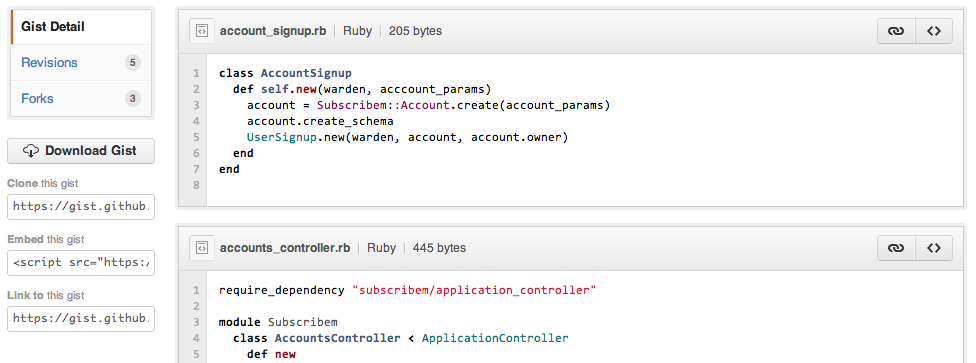 Gist Detail
Revisions 5
Forks 3
Download Gist
Clone this gist
https://gist.github.
Embed this gist
<script src="https:/
Link to this gist
https://gist.github.
account_signup.rb | Ruby | 205 bytes
1 class AccountSignup
2 def self.new(warden, acccount_params)
3 account = Subscribem::Account.create(account_params)
4 account.create_schema
5 UserSignup.new(warden, account, account.owner)
6 end
7 end
8
accounts_controller.rb | Ruby | 445 bytes
1 require_dependency "subscribem/application_controller"
2
3 module Subscribem
4 class AccountsController < ApplicationController
5 def new